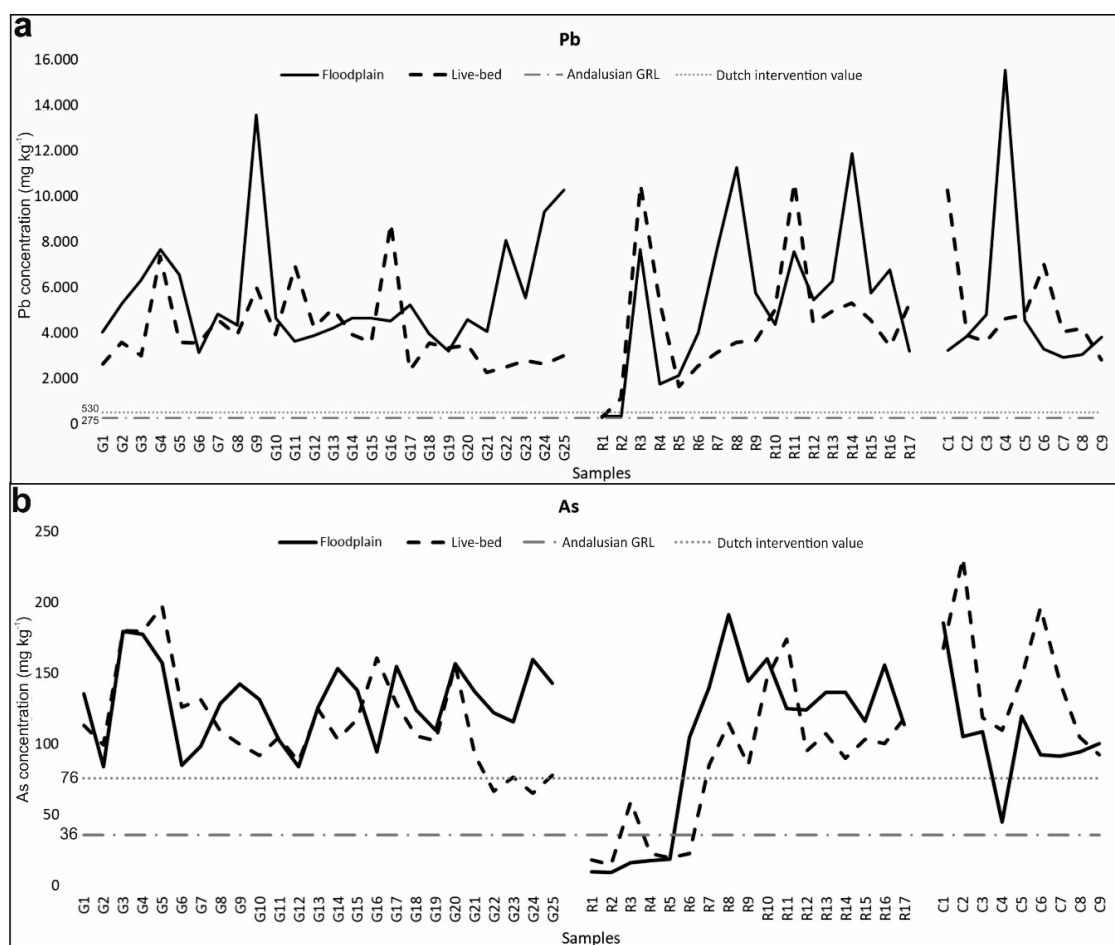 a
Pb
16.000
14.000
12.000
10.000
8.000
6.000
4.000
2.000
530
275
0
Pb concentration (mg kg⁻¹)
Floodplain Live-bed Andalusian GRL Dutch intervention value
G1 G2 G3 G4 G5 G6 G7 G8 G9 G10 G11 G12 G13 G14 G15 G16 G17 G18 G19 G20 G21 G22 G23 G24 G25 R1 R2 R3 R4 R5 R6 R7 R8 R9 R10 R11 R12 R13 R14 R15 R16 R17 C1 C2 C3 C4 C5 C6 C7 C8 C9
Samples
b
As
250
200
150
100
76
50
36
0
As concentration (mg kg⁻¹)
Floodplain Live-bed Andalusian GRL Dutch intervention value
G1 G2 G3 G4 G5 G6 G7 G8 G9 G10 G10 G12 G13 G14 G15 G16 G17 G18 G19 G20 G21 G22 G23 G24 G25 R1 R2 R3 R4 R5 R6 R7 R8 R9 R10 R11 R12 R13 R14 R15 R16 R17 C1 C2 C3 C4 C5 C6 C7 C8 C9
Samples